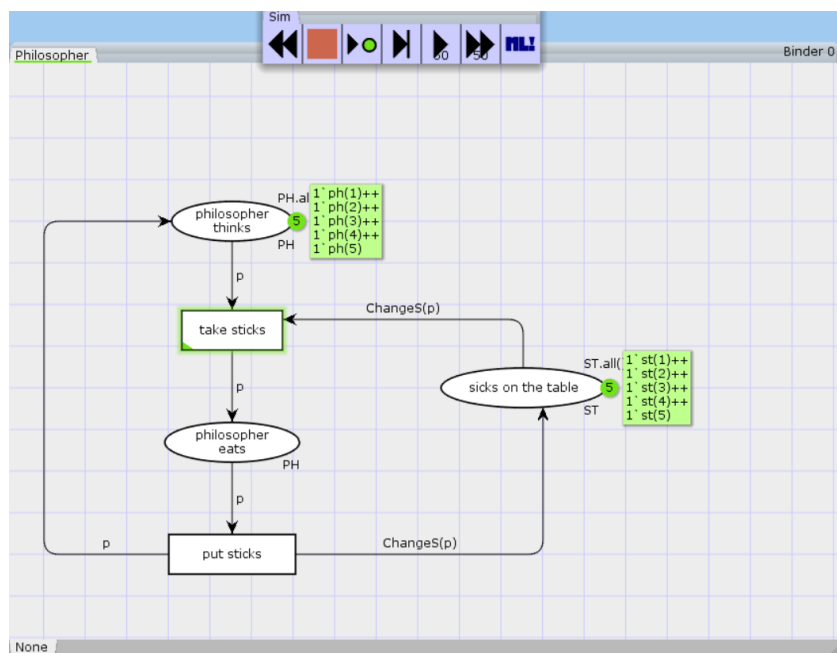 Sim
50
50
ML!
Philosopher
Binder 0
PH.al
1`ph(1)++
1`ph(2)++
1`ph(3)++
1`ph(4)++
1`ph(5)
philosopher
thinks
5
PH
p
ChangeS(p)
take sticks
ST.all(
1`st(1)++
1`st(2)++
1`st(3)++
1`st(4)++
1`st(5)
p
sicks on the table
5
ST
philosopher
eats
PH
p
p
put sticks
ChangeS(p)
None